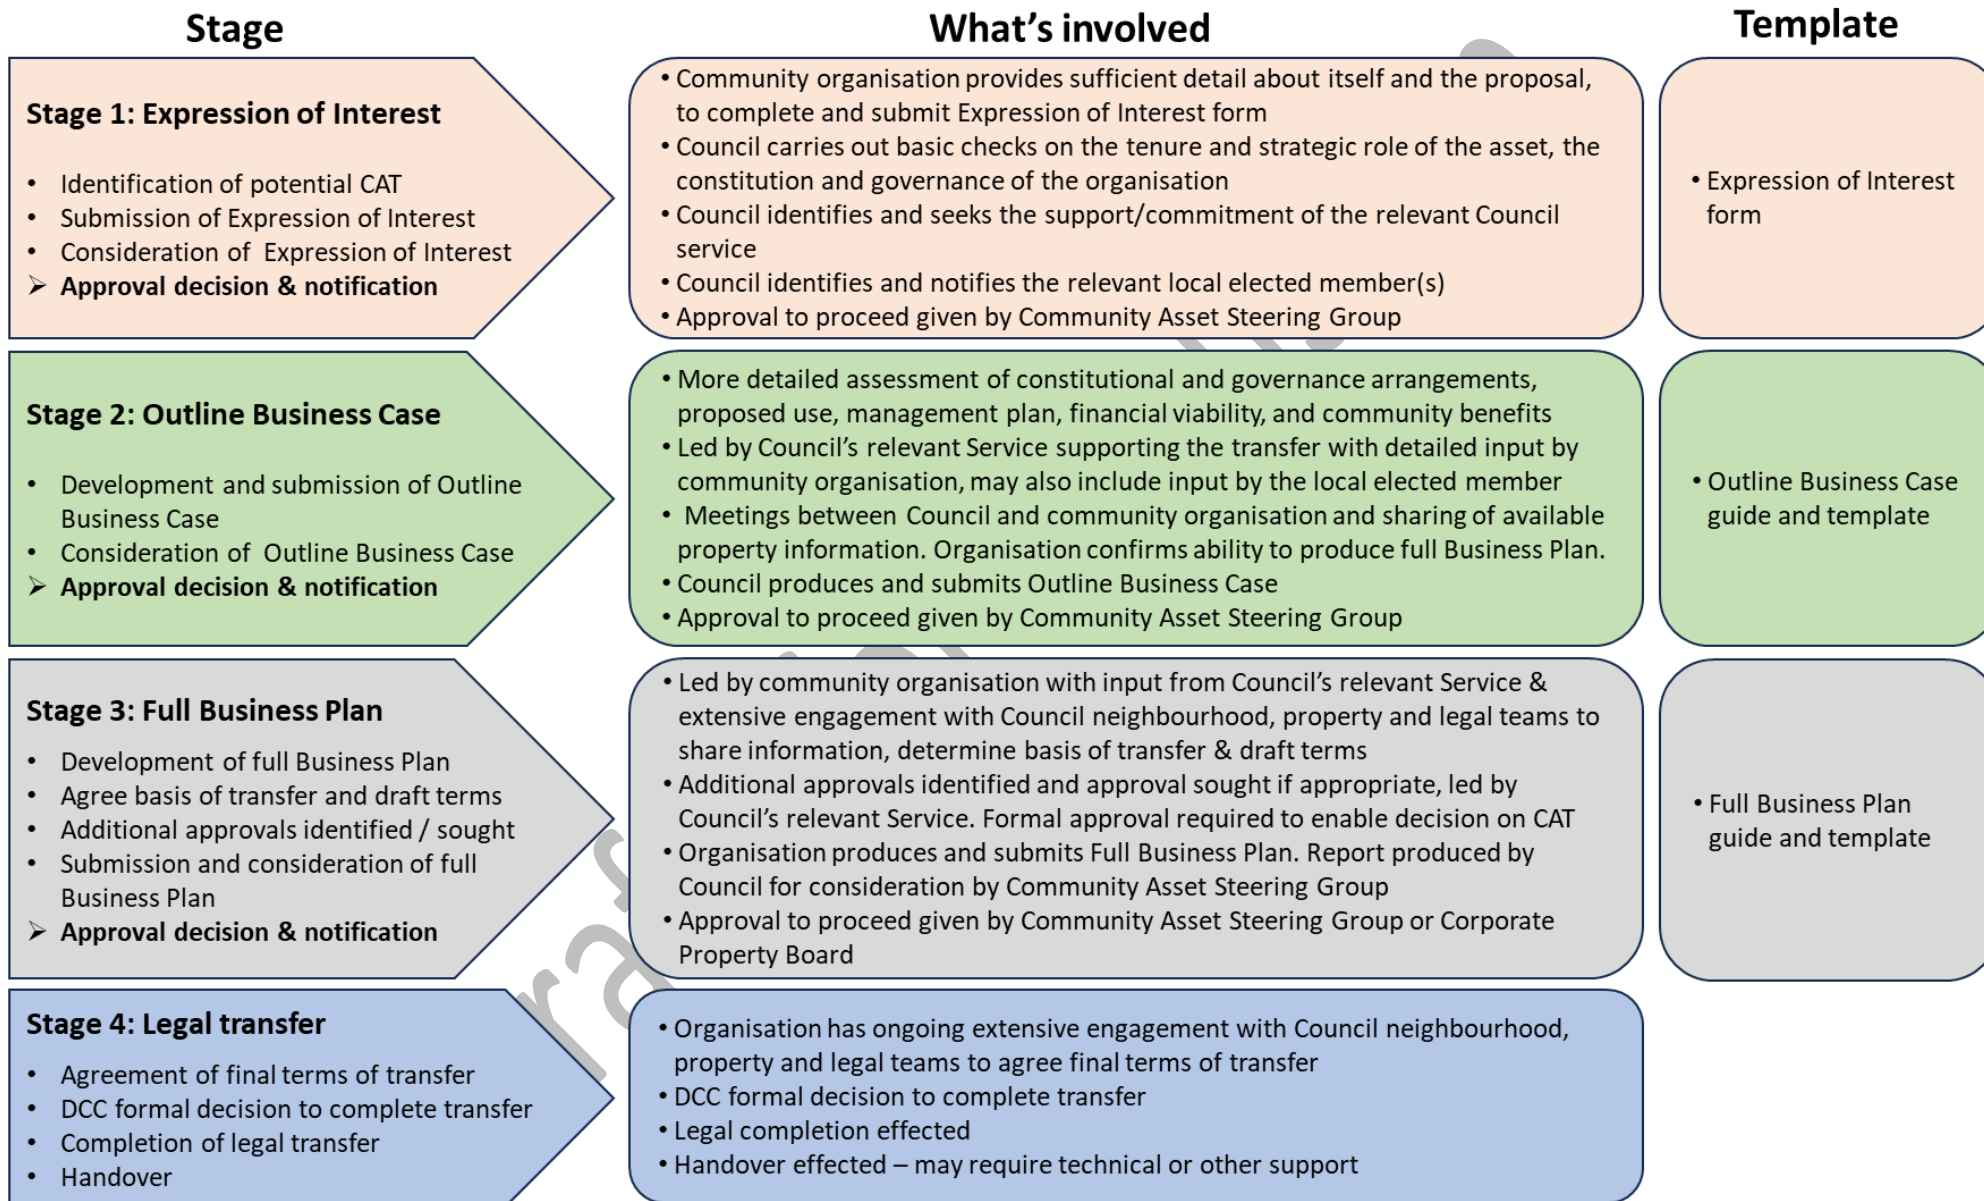 Stage
What's involved
Template
Stage 1: Expression of Interest
• Identification of potential CAT
• Submission of Expression of Interest
• Consideration of  Expression of Interest
➢ Approval decision & notification
• Community organisation provides sufficient detail about itself and the proposal,
to complete and submit Expression of Interest form
• Council carries out basic checks on the tenure and strategic role of the asset, the
constitution and governance of the organisation
• Council identifies and seeks the support/commitment of the relevant Council
service
• Council identifies and notifies the relevant local elected member(s)
• Approval to proceed given by Community Asset Steering Group
• Expression of Interest
form
Stage 2: Outline Business Case
• Development and submission of Outline
Business Case
• Consideration of  Outline Business Case
➢ Approval decision & notification
• More detailed assessment of constitutional and governance arrangements,
proposed use, management plan, financial viability, and community benefits
• Led by Council's relevant Service supporting the transfer with detailed input by
community organisation, may also include input by the local elected member
•  Meetings between Council and community organisation and sharing of available
property information. Organisation confirms ability to produce full Business Plan.
• Council produces and submits Outline Business Case
• Approval to proceed given by Community Asset Steering Group
• Outline Business Case
guide and template
Stage 3: Full Business Plan
• Development of full Business Plan
• Agree basis of transfer and draft terms
• Additional approvals identified / sought
• Submission and consideration of full
Business Plan
➢ Approval decision & notification
• Led by community organisation with input from Council's relevant Service &
extensive engagement with Council neighbourhood, property and legal teams to
share information, determine basis of transfer & draft terms
• Additional approvals identified and approval sought if appropriate, led by
Council's relevant Service. Formal approval required to enable decision on CAT
• Organisation produces and submits Full Business Plan. Report produced by
Council for consideration by Community Asset Steering Group
• Approval to proceed given by Community Asset Steering Group or Corporate
Property Board
• Full Business Plan
guide and template
Stage 4: Legal transfer
• Agreement of final terms of transfer
• DCC formal decision to complete transfer
• Completion of legal transfer
• Handover
• Organisation has ongoing extensive engagement with Council neighbourhood,
property and legal teams to agree final terms of transfer
• DCC formal decision to complete transfer
• Legal completion effected
• Handover effected – may require technical or other support